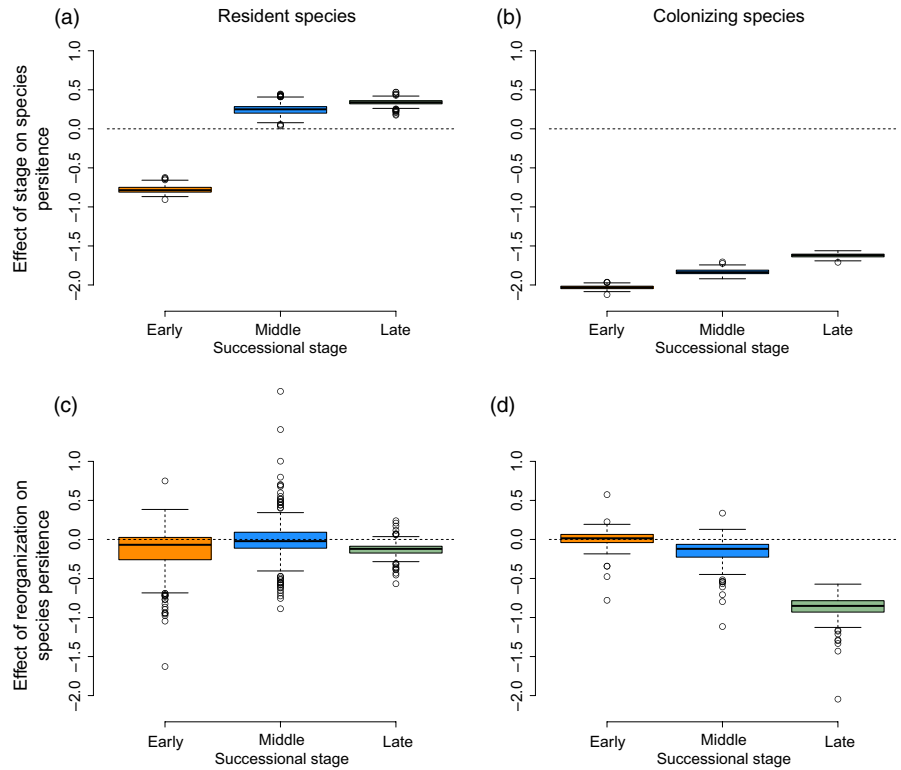 (a)
Resident species
(b)
Colonizing species
Effect of stage on species
persitence
1.0
0.5
0.0
−0.5
−1.0
−1.5
−2.0
Early
Middle
Late
Successional stage
1.0
0.5
0.0
−0.5
−1.0
−1.5
−2.0
Early
Middle
Late
Successional stage
(c)
(d)
Effect of reorganization on
species persitence
1.0
0.5
0.0
−0.5
−1.0
−1.5
−2.0
Early
Middle
Late
Successional stage
1.0
0.5
0.0
−0.5
−1.0
−1.5
−2.0
Early
Middle
Late
Successional stage